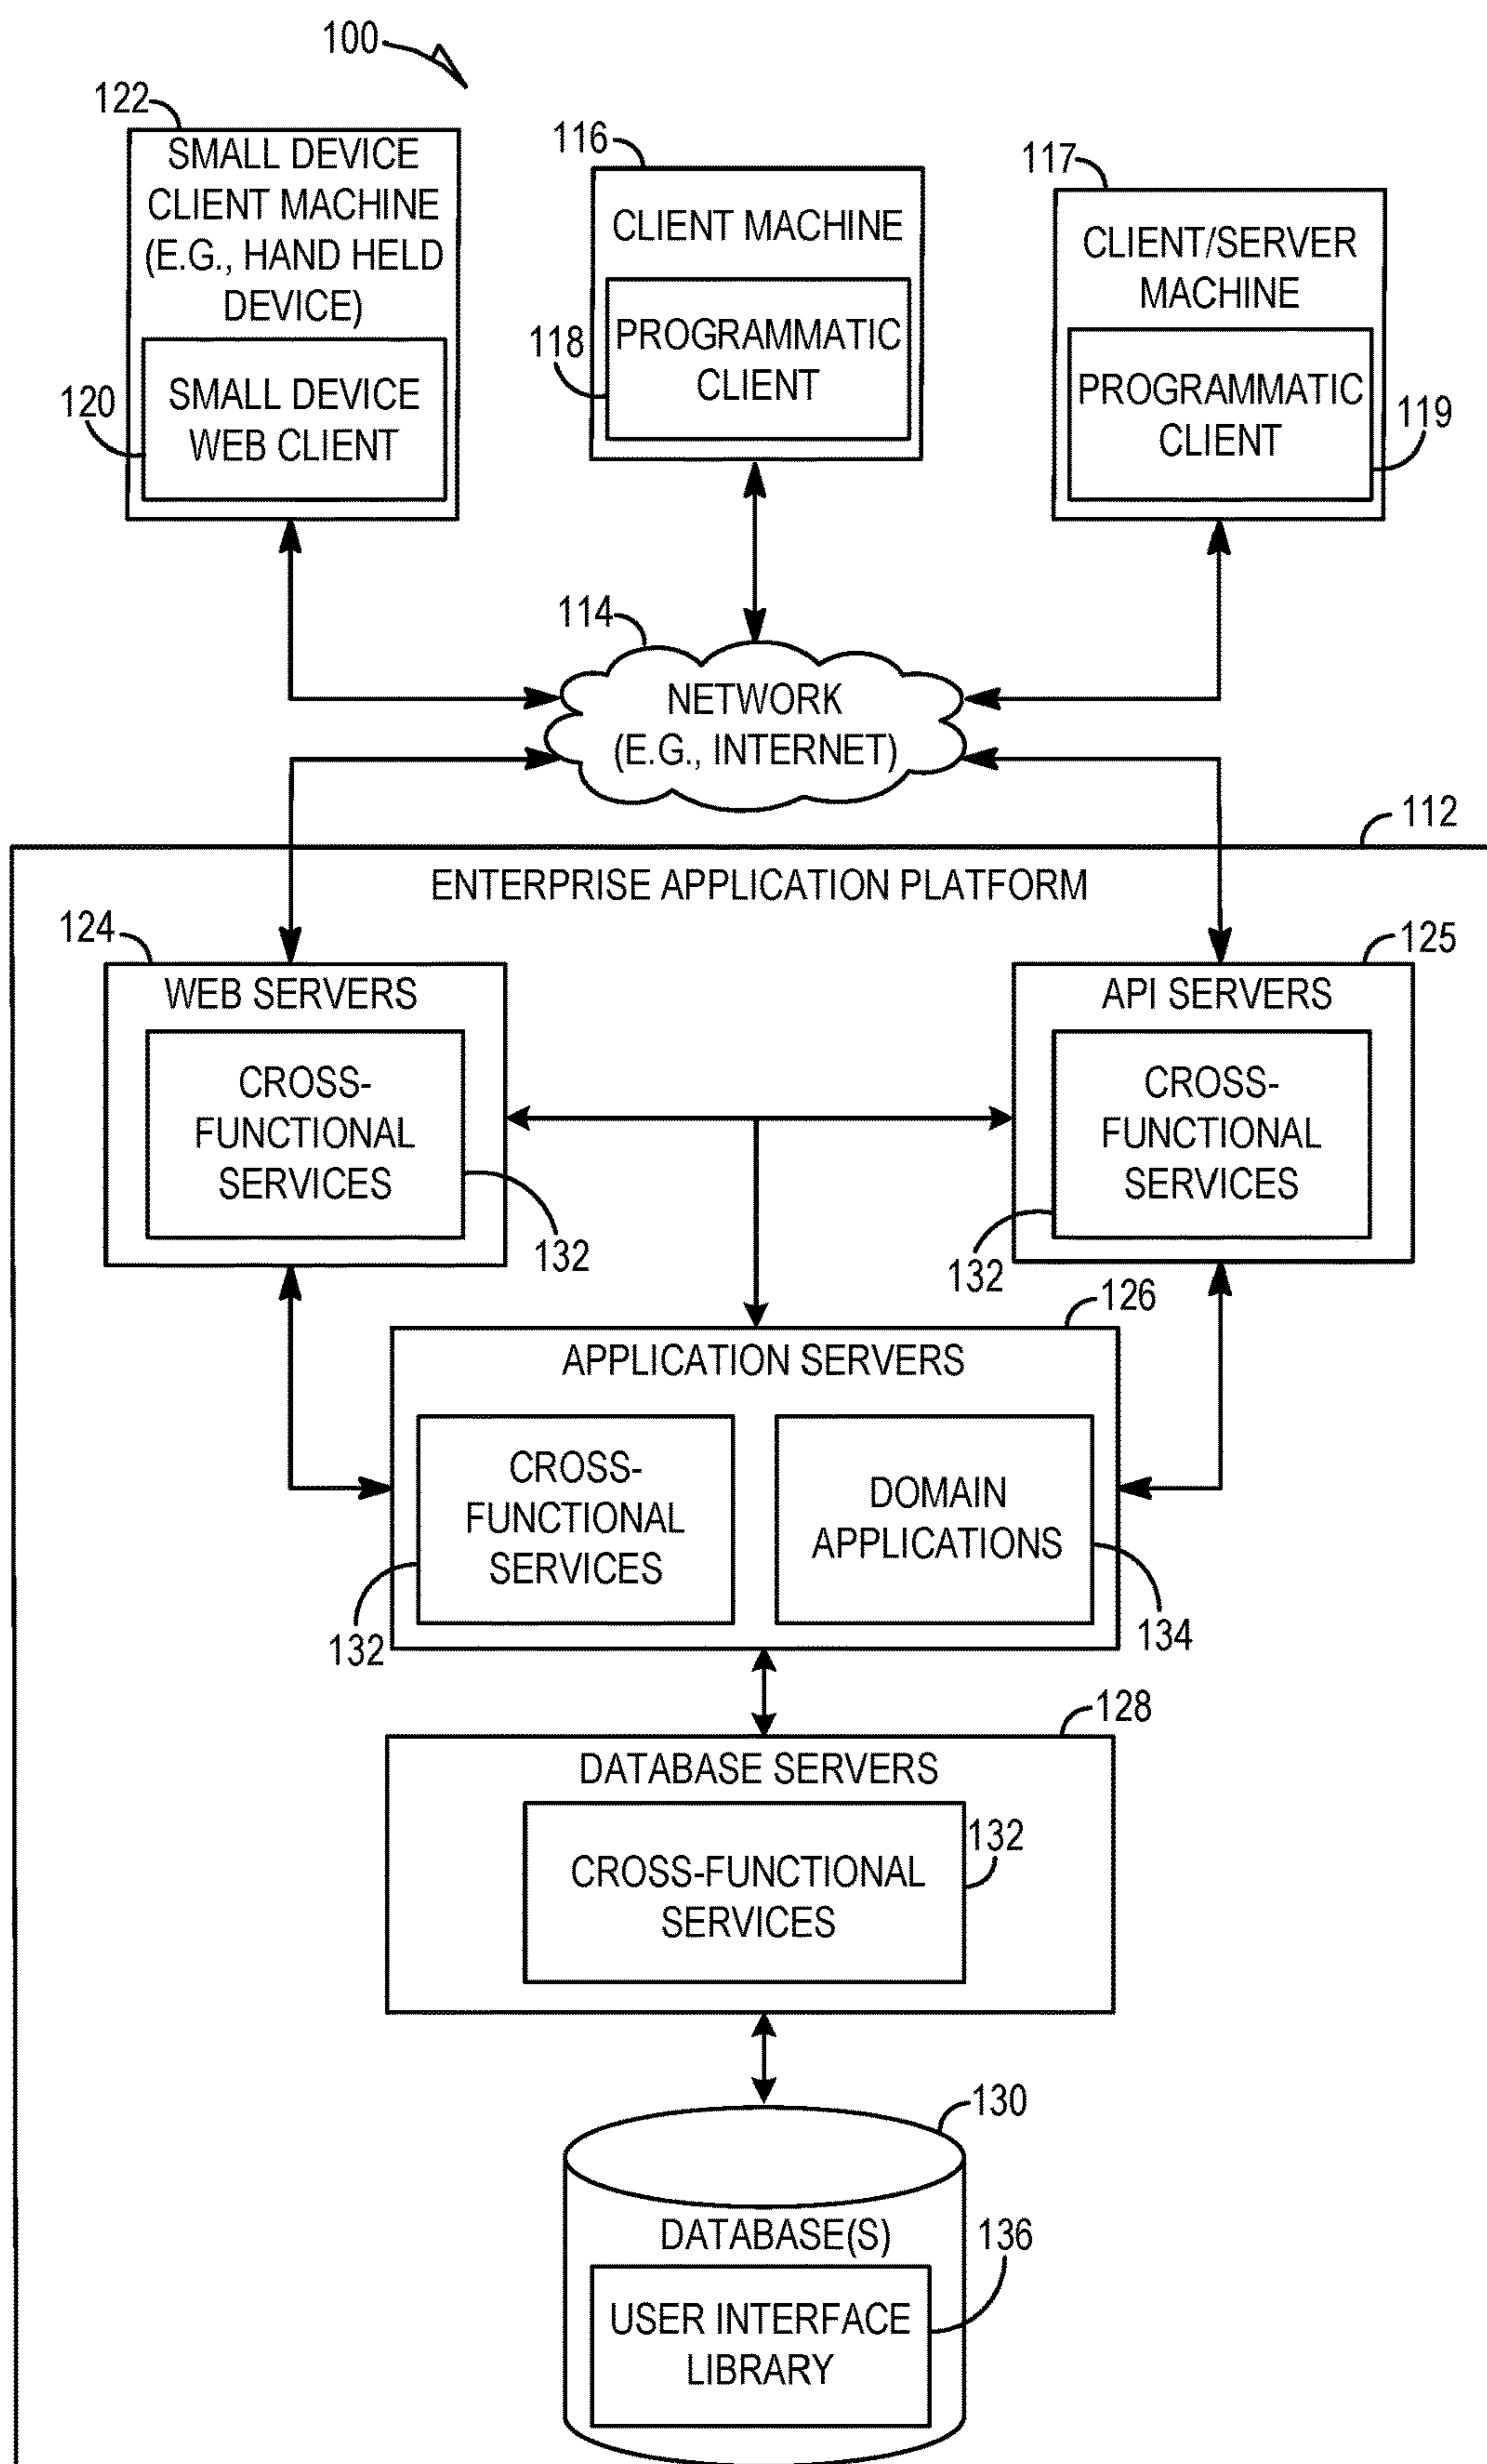 100
122
SMALL DEVICE
CLIENT MACHINE
(E.G., HAND HELD
DEVICE)
120
SMALL DEVICE
WEB CLIENT
116
CLIENT MACHINE
118
PROGRAMMATIC
CLIENT
117
CLIENT/SERVER
MACHINE
PROGRAMMATIC
CLIENT
119
114
NETWORK
(E.G., INTERNET)
112
ENTERPRISE APPLICATION PLATFORM
124
WEB SERVERS
CROSS-
FUNCTIONAL
SERVICES
132
125
API SERVERS
CROSS-
FUNCTIONAL
SERVICES
132
126
APPLICATION SERVERS
CROSS-
FUNCTIONAL
SERVICES
132
DOMAIN
APPLICATIONS
134
128
DATABASE SERVERS
132
CROSS-FUNCTIONAL
SERVICES
130
DATABASE(S)
136
USER INTERFACE
LIBRARY